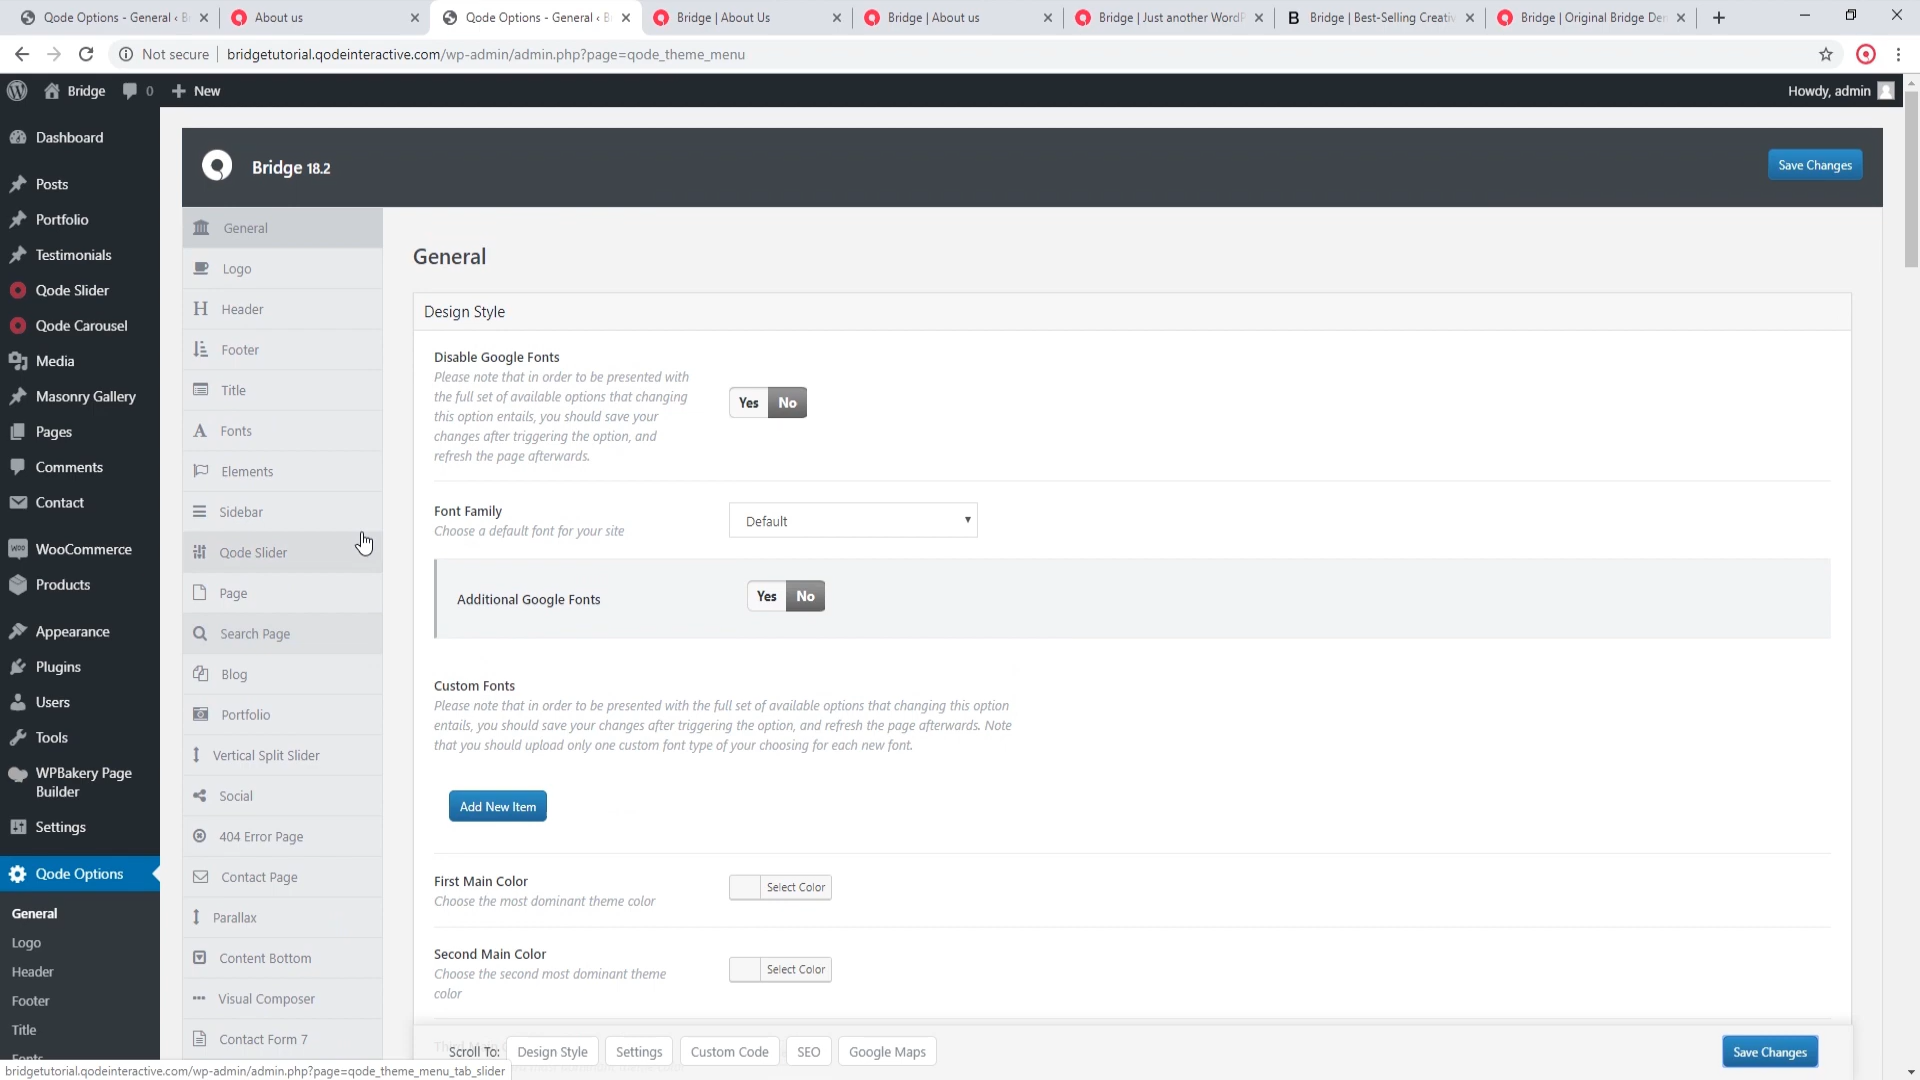 Qode Options - General ‹ B
About us
Qode Options - General ‹ B
Bridge | About Us
Bridge | About us
Bridge | Just another WordP
Bridge | Best-Selling Creativ
Bridge | Original Bridge De
Not secure
bridgetutorial.qodeinteractive.com/wp-admin/admin.php?page=qode_theme_menu
Bridge
0
New
Howdy, admin
Dashboard
Posts
Portfolio
Testimonials
Qode Slider
Qode Carousel
Media
Masonry Gallery
Pages
Comments
Contact
WooCommerce
Products
Appearance
Plugins
Users
Tools
WPBakery Page
Builder
Settings
Qode Options
General
Logo
Header
Footer
Title
Fonts
Bridge 18.2
Save Changes
General
Logo
Header
Footer
Title
Fonts
Elements
Sidebar
Qode Slider
Page
Search Page
Blog
Portfolio
Vertical Split Slider
Social
404 Error Page
Contact Page
Parallax
Content Bottom
Visual Composer
Contact Form 7
General
Design Style
Disable Google Fonts
Please note that in order to be presented with
the full set of available options that changing
this option entails, you should save your
changes after triggering the option, and
refresh the page afterwards.
Yes No
Font Family
Choose a default font for your site
Default
Additional Google Fonts
Yes No
Custom Fonts
Please note that in order to be presented with the full set of available options that changing this option
entails, you should save your changes after triggering the option, and refresh the page afterwards. Note
that you should upload only one custom font type of your choosing for each new font.
Add New Item
First Main Color
Choose the most dominant theme color
Select Color
Second Main Color
Choose the second most dominant theme
color
Select Color
Scroll To:
Design Style
Settings
Custom Code
SEO
Google Maps
Save Changes
bridgetutorial.qodeinteractive.com/wp-admin/admin.php?page=qode_theme_menu_tab_slider